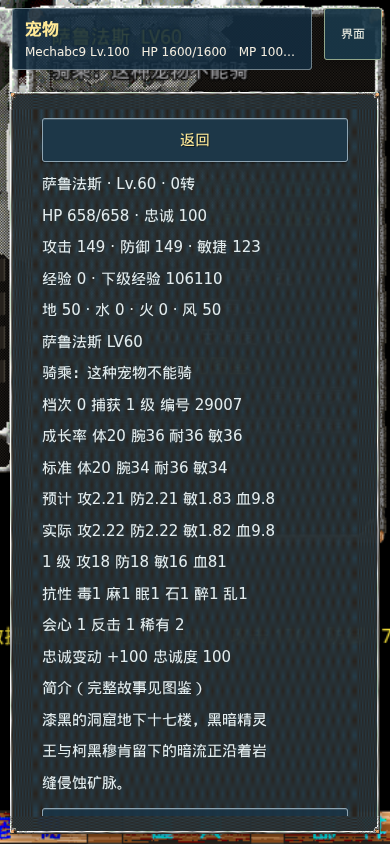 宠物
Mechabc9 Lv.100 HP 1600/1600 MP 100...
界面
返回
萨鲁法斯 · Lv.60 · 0转
HP 658/658 · 忠诚 100
攻击 149 · 防御 149 · 敏捷 123
经验 0 · 下级经验 106110
地 50 · 水 0 · 火 0 · 风 50
萨鲁法斯 LV60
骑乘：这种宠物不能骑
档次 0 捕获 1 级 编号 29007
成长率 体20 腕36 耐36 敏36
标准 体20 腕34 耐36 敏34
预计 攻2.21 防2.21 敏1.83 血9.8
实际 攻2.22 防2.22 敏1.82 血9.8
1 级 攻18 防18 敏16 血81
抗性 毒1 麻1 眠1 石1 醉1 乱1
会心 1 反击 1 稀有 2
忠诚变动 +100 忠诚度 100
简介（完整故事见图鉴）
漆黑的洞窟地下十七楼，黑暗精灵
王与柯黑穆肯留下的暗流正沿着岩
缝侵蚀矿脉。